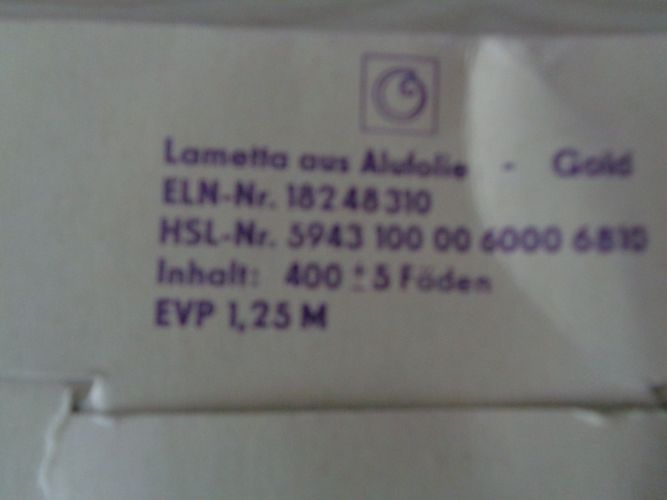 Lametta aus Alufolie - Gold
ELN-Nr. 18248310
HSL-Nr. 5943 100 00 6000 6810
Inhalt: 400 ± 5 Fäden
EVP 1,25 M